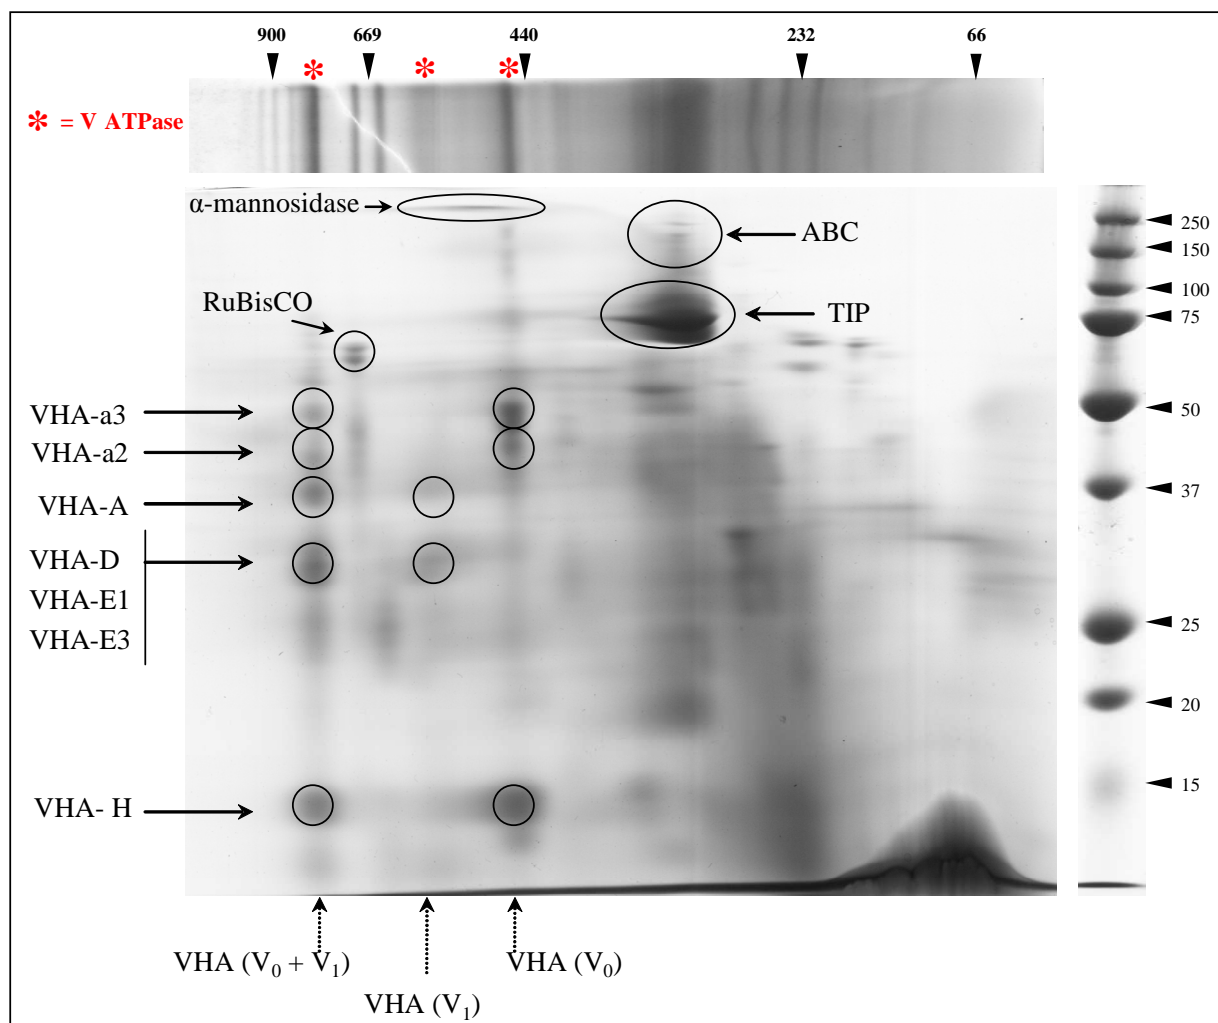 900 669 440 232 66
* * *
* = V ATPase
α-mannosidase
ABC
250
150
100
RuBisCO
TIP
75
VHA-a3
50
VHA-a2
VHA-A
37
VHA-D
VHA-E1
25
VHA-E3
20
15
VHA- H
VHA (V₀ + V₁)
VHA (V₀)
VHA (V₁)